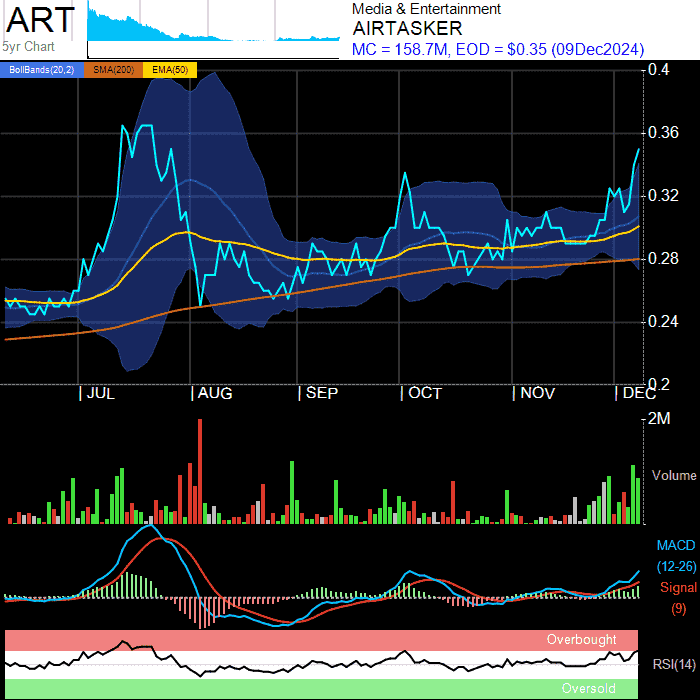 ART
5yr Chart
Media & Entertainment
AIRTASKER
MC = 158.7M, EOD = $0.35 (09Dec2024)
BollBands(20,2) SMA(200) EMA(50)
0.4
0.36
0.32
0.28
0.24
0.2
| JUL | AUG | SEP | OCT | NOV | DEC
2M
Volume
MACD
(12-26)
Signal
(9)
Overbought
RSI(14)
Oversold